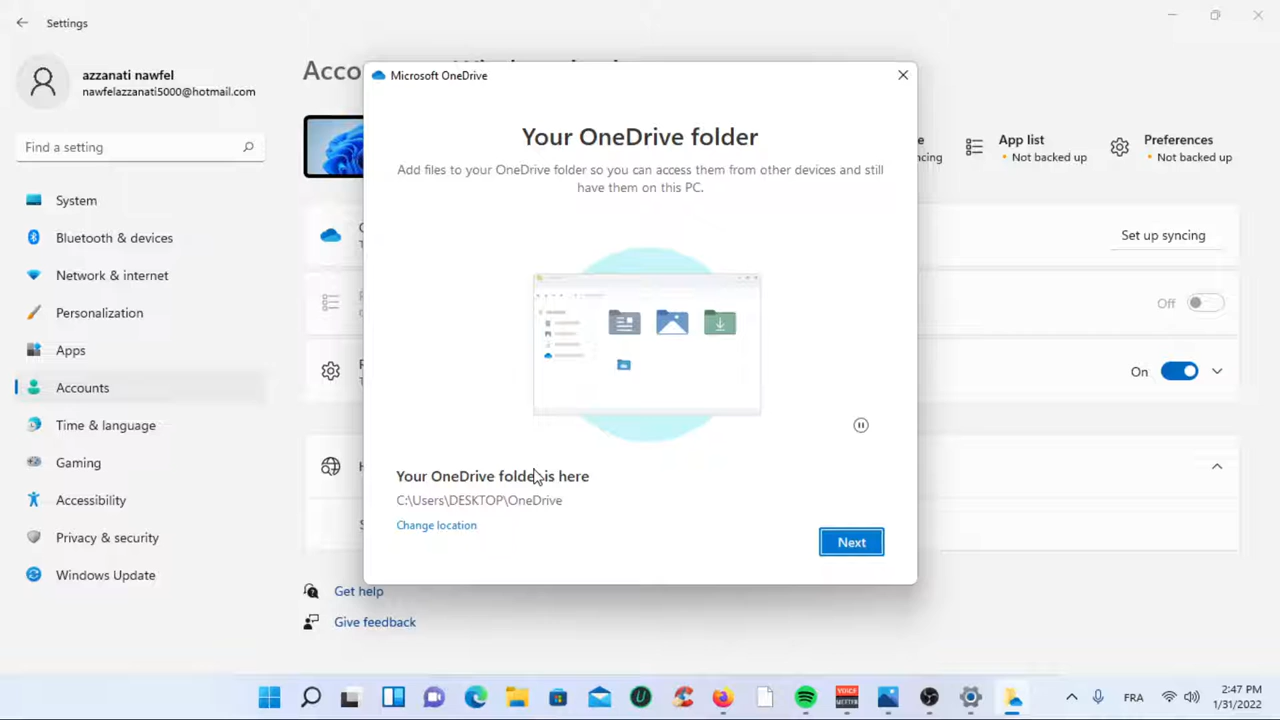 Settings
azzanati nawfel
nawfelazzanati5000@hotmail.com
Find a setting
System
Bluetooth & devices
Network & internet
Personalization
Apps
Accounts
Time & language
Gaming
Accessibility
Privacy & security
Windows Update
Acco
App list
Not backed up
Preferences
Not backed up
Set up syncing
Off
On
Get help
Give feedback
Microsoft OneDrive
Your OneDrive folder
Add files to your OneDrive folder so you can access them from other devices and still
have them on this PC.
Your OneDrive folder is here
C:\Users\DESKTOP\OneDrive
Change location
Next
FRA
2:47 PM
1/31/2022